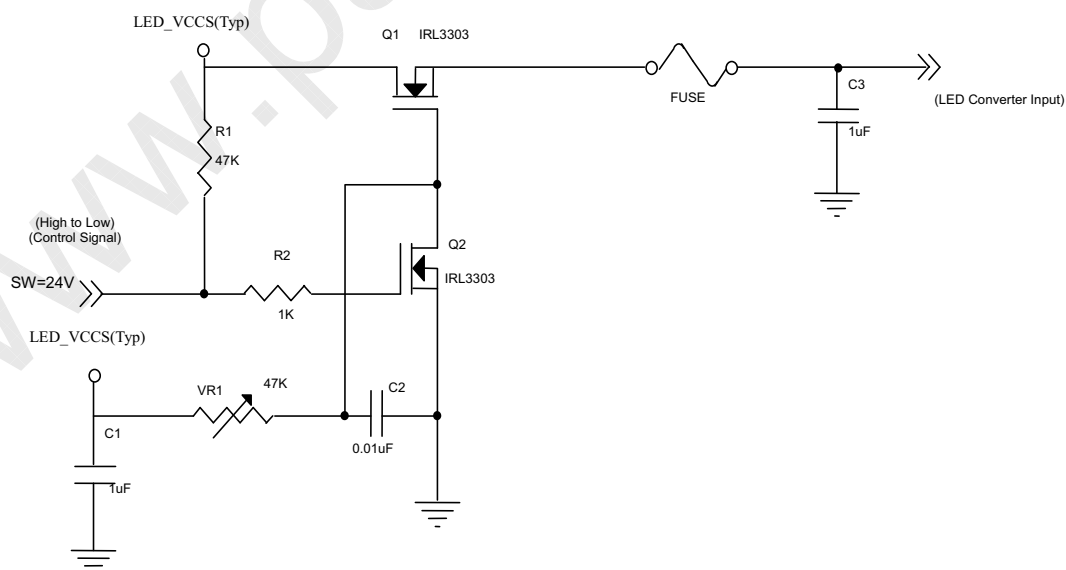 LED_VCCS(Typ)
Q1 IRL3303
C3
FUSE
(LED Converter Input)
R1
1uF
47K
(High to Low)
(Control Signal)
Q2
R2
SW=24V
IRL3303
1K
LED_VCCS(Typ)
VR1
47K
C2
C1
0.01uF
1uF
www.p